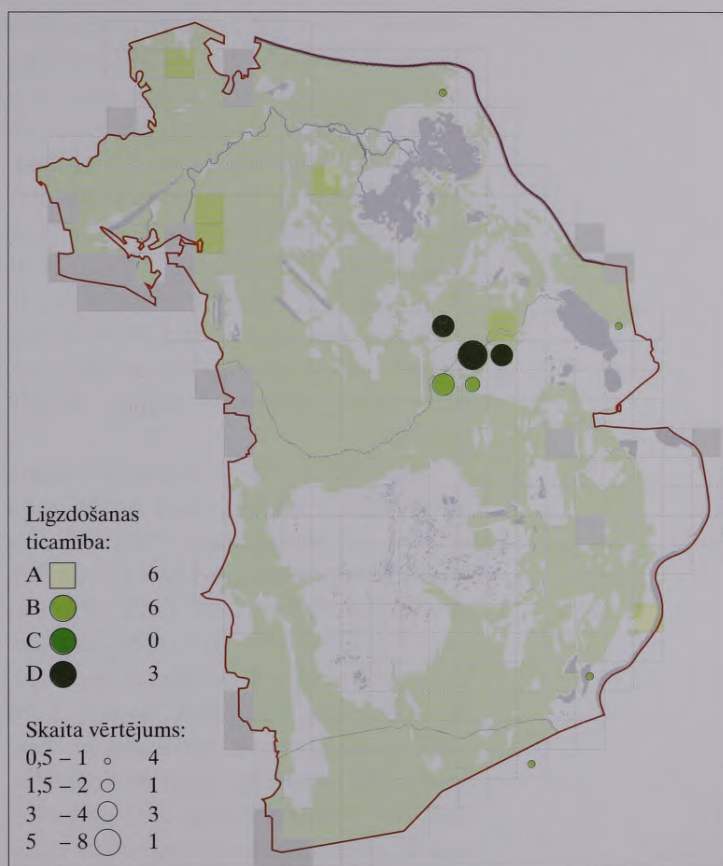 Ligzdošanas
ticamība:
A 6
B 6
C 0
D 3
Skaita vērtējums:
0,5 – 1 4
1,5 – 2 1
3 – 4 3
5 – 8 1